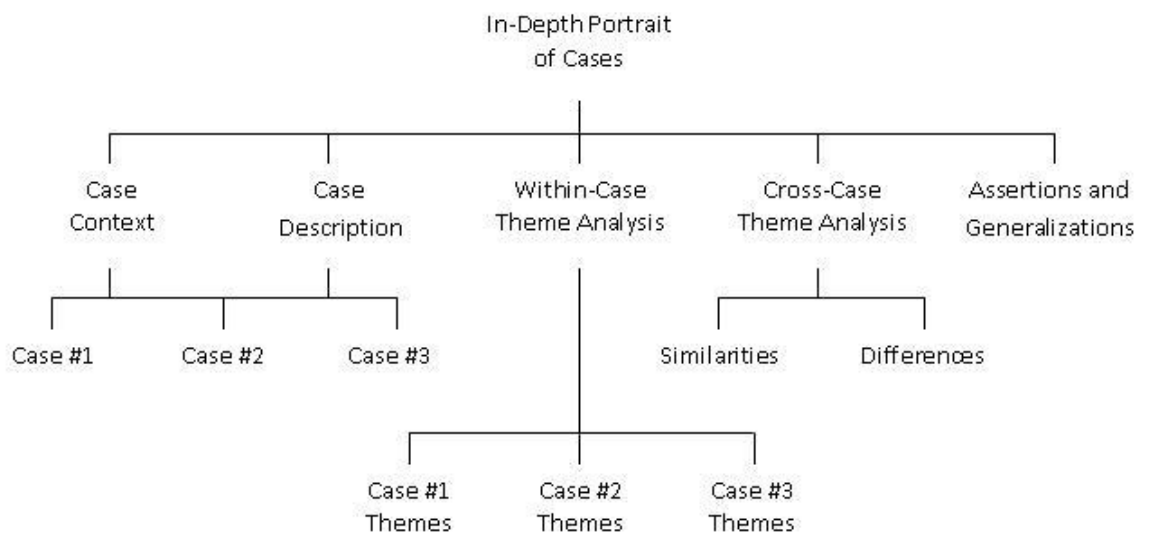 In-Depth Portrait
of Cases
Case
Context
Case
Description
Within-Case
Theme Analysis
Cross-Case
Theme Analysis
Assertions and
Generalizations
Case #1
Case #2
Case #3
Similarities
Differences
Case #1
Themes
Case #2
Themes
Case #3
Themes